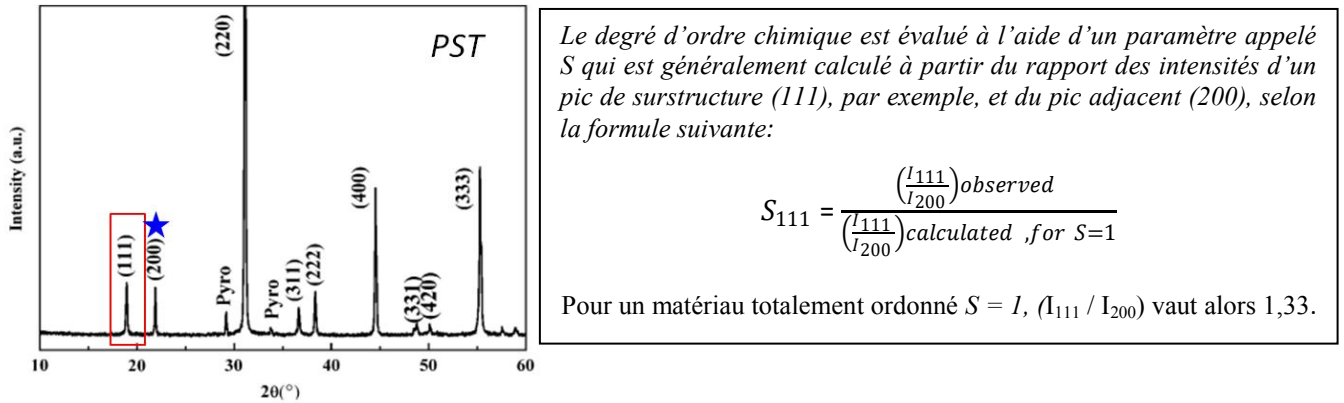 PST
Intensity (a.u.)
(111)
(200)
Pyro
(220)
Pyro
(311)
(222)
(400)
(331)
(420)
(333)
10 20 30 40 50 60
2θ(°)
Le degré d’ordre chimique est évalué à l’aide d’un paramètre appelé
S qui est généralement calculé à partir du rapport des intensités d’un
pic de surstructure (111), par exemple, et du pic adjacent (200), selon
la formule suivante:
S₁₁₁ = (I₁₁₁/I₂₀₀)observed / (I₁₁₁/I₂₀₀)calculated ,for S=1
Pour un matériau totalement ordonné S = 1, (I₁₁₁ / I₂₀₀) vaut alors 1,33.